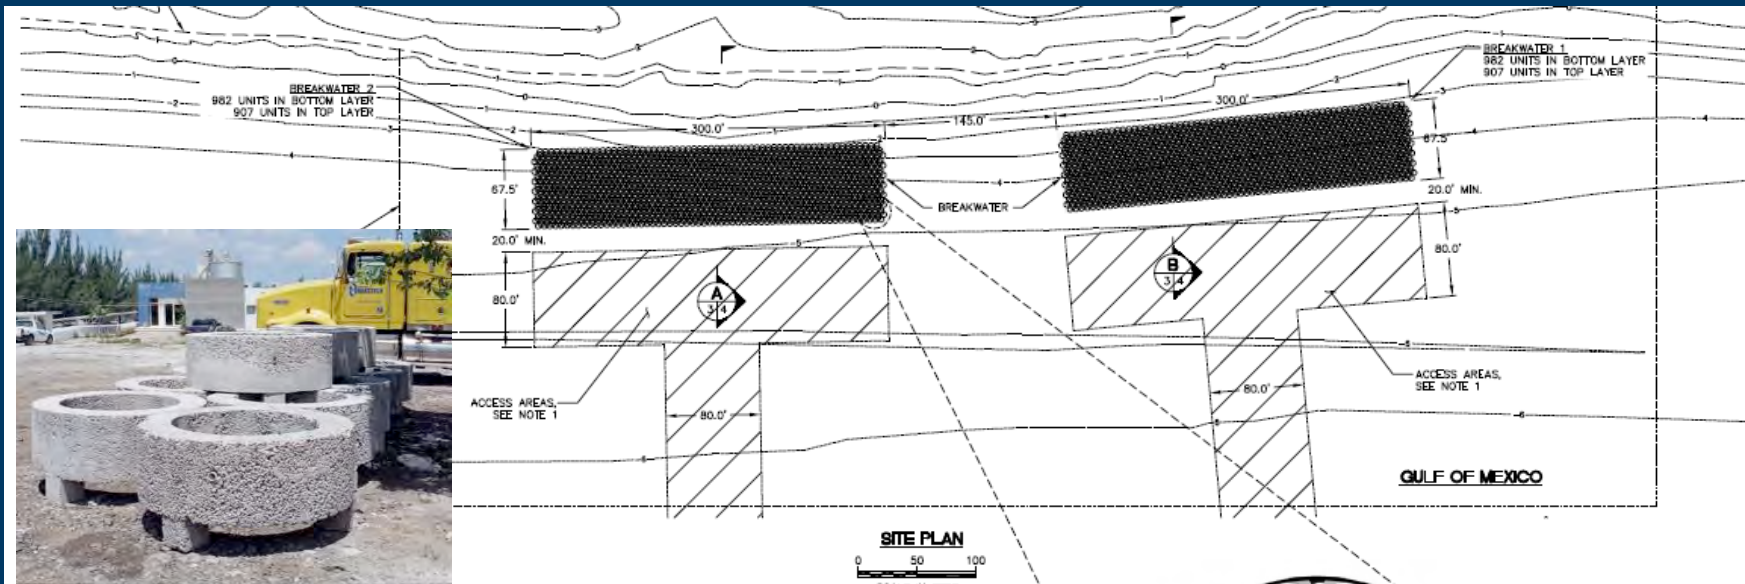 BREAKWATER 1
982 UNITS IN BOTTOM LAYER
907 UNITS IN TOP LAYER
BREAKWATER 2
982 UNITS IN BOTTOM LAYER
907 UNITS IN TOP LAYER
300.0'
145.0'
300.0'
67.5'
67.5'
BREAKWATER
20.0' MIN.
20.0' MIN.
80.0'
80.0'
A
3 4
B
3 4
ACCESS AREAS,
SEE NOTE 1
ACCESS AREAS,
SEE NOTE 1
80.0'
80.0'
GULF OF MEXICO
SITE PLAN
0 50 100